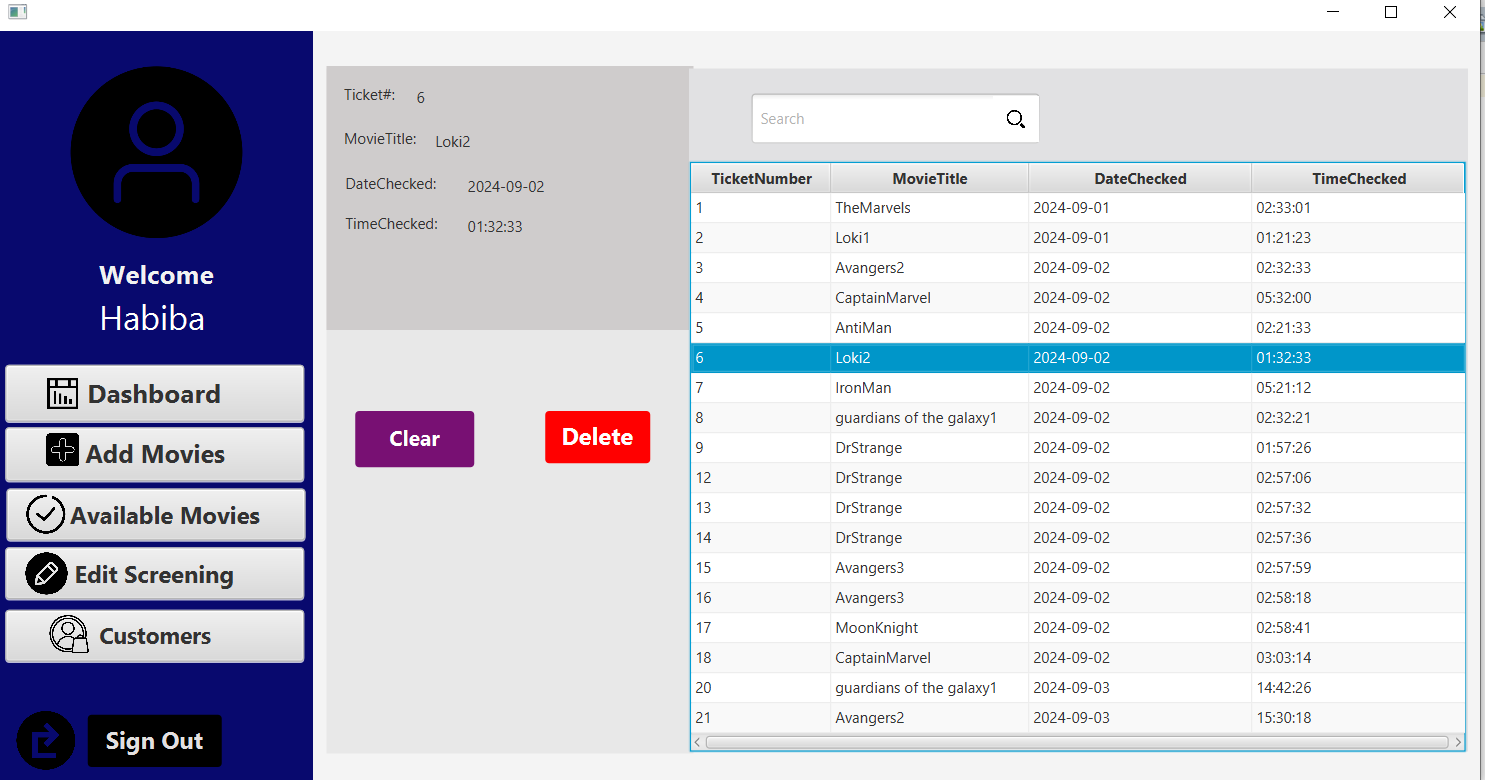 Welcome
Habiba
Dashboard
Add Movies
Available Movies
Edit Screening
Customers
Sign Out
Ticket#: 6
MovieTitle: Loki2
DateChecked: 2024-09-02
TimeChecked: 01:32:33
Clear Delete
Search
TicketNumber MovieTitle DateChecked TimeChecked
1 TheMarvels 2024-09-01 02:33:01
2 Loki1 2024-09-01 01:21:23
3 Avangers2 2024-09-02 02:32:33
4 CaptainMarvel 2024-09-02 05:32:00
5 AntiMan 2024-09-02 02:21:33
6 Loki2 2024-09-02 01:32:33
7 IronMan 2024-09-02 05:21:12
8 guardians of the galaxy1 2024-09-02 02:32:21
9 DrStrange 2024-09-02 01:57:26
12 DrStrange 2024-09-02 02:57:06
13 DrStrange 2024-09-02 02:57:32
14 DrStrange 2024-09-02 02:57:36
15 Avangers3 2024-09-02 02:57:59
16 Avangers3 2024-09-02 02:58:18
17 MoonKnight 2024-09-02 02:58:41
18 CaptainMarvel 2024-09-02 03:03:14
20 guardians of the galaxy1 2024-09-03 14:42:26
21 Avangers2 2024-09-03 15:30:18